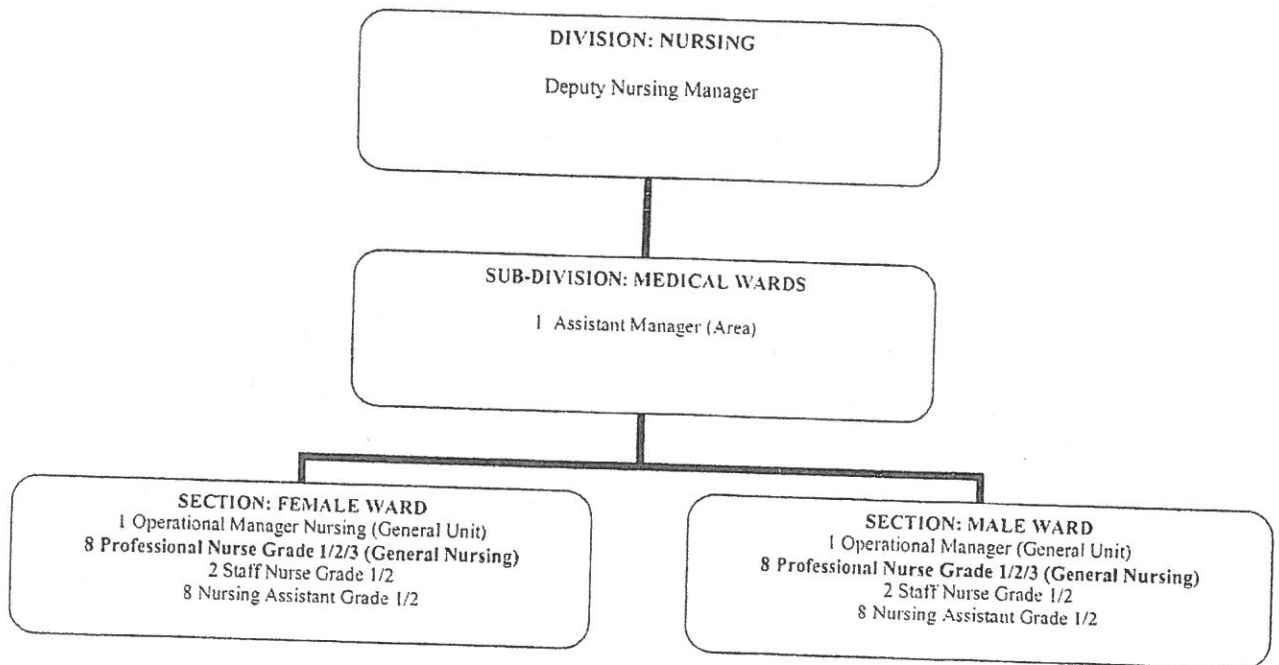 DIVISION: NURSING
Deputy Nursing Manager
SUB-DIVISION: MEDICAL WARDS
1 Assistant Manager (Area)
SECTION: FEMALE WARD
1 Operational Manager Nursing (General Unit)
8 Professional Nurse Grade 1/2/3 (General Nursing)
2 Staff Nurse Grade 1/2
8 Nursing Assistant Grade 1/2
SECTION: MALE WARD
1 Operational Manager (General Unit)
8 Professional Nurse Grade 1/2/3 (General Nursing)
2 Staff Nurse Grade 1/2
8 Nursing Assistant Grade 1/2